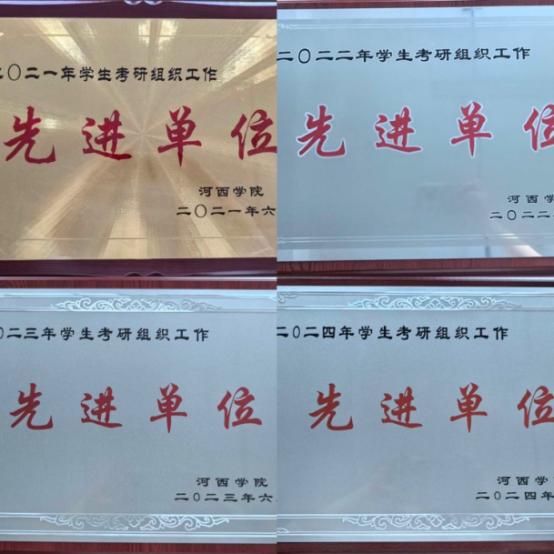 二〇二一年学生考研组织工作
先进单位
河西学院
二〇二一年六
二〇二二年学生考研组织工作
先进单位
河西学
二〇二二
〇二三年学生考研组织工作
先进单位
河西学院
二〇二三年六
二〇二四年学生考研组织工作
先进单位
河西学
二〇二四年